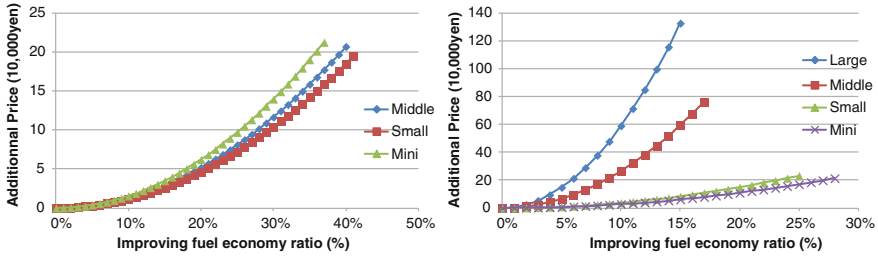 Additionnal Price (10,000yen)
25
20
15
10
5
0
0%
10%
20%
30%
40%
50%
Improving fuel economy ratio (%)
Middle
Small
Mini
Additional Price (10,000yen)
140
120
100
80
60
40
20
0
0%
5%
10%
15%
20%
25%
30%
Improving fuel economy ratio (%)
Large
Middle
Small
Mini